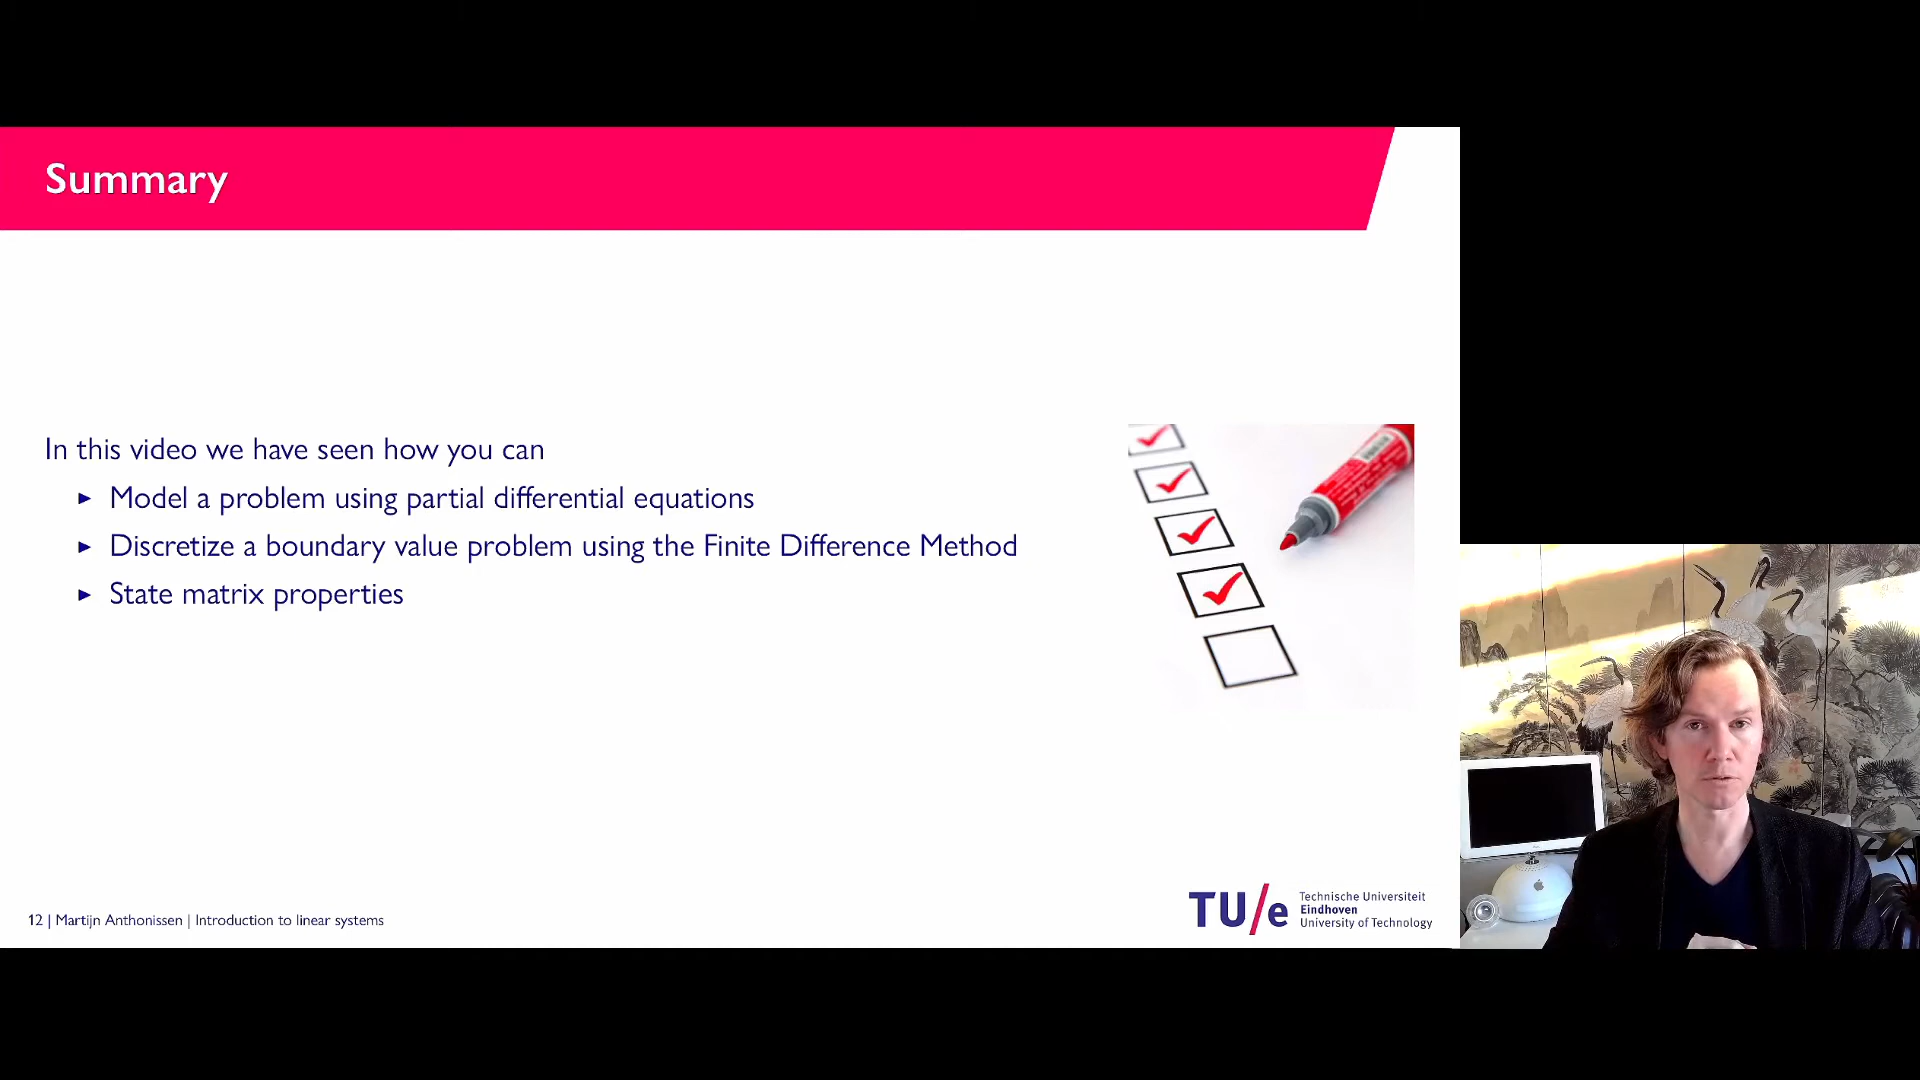 Summary
In this video we have seen how you can
► Model a problem using partial differential equations
► Discretize a boundary value problem using the Finite Difference Method
► State matrix properties
12 | Martijn Anthonissen | Introduction to linear systems
TU/e
Technische Universiteit
Eindhoven
University of Technology